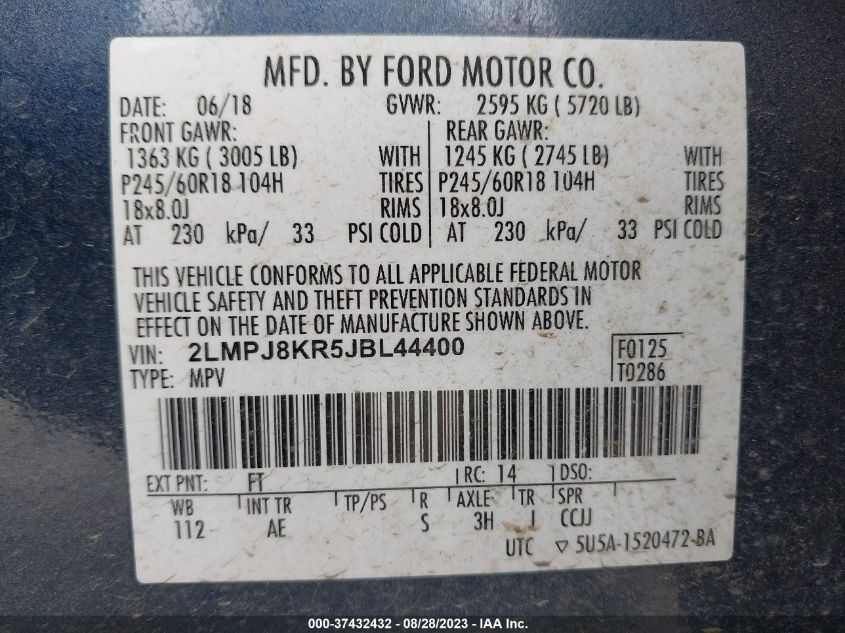 MFD. BY FORD MOTOR CO.
DATE: 06/18 GVWR: 2595 KG ( 5720 LB)
FRONT GAWR: REAR GAWR:
1363 KG ( 3005 LB) WITH 1245 KG ( 2745 LB) WITH
P245/60R18 104H TIRES P245/60R18 104H TIRES
18x8.0J RIMS 18x8.0J RIMS
AT 230 kPa/ 33 PSI COLD AT 230 kPa/ 33 PSI COLD
THIS VEHICLE CONFORMS TO ALL APPLICABLE FEDERAL MOTOR
VEHICLE SAFETY AND THEFT PREVENTION STANDARDS IN
EFFECT ON THE DATE OF MANUFACTURE SHOWN ABOVE.
VIN: 2LMPJ8KR5JBL44400 F0125
TYPE: MPV T0286
EXT PNT: FT RC: 14 DSO:
WB INT TR TP/PS R AXLE TR SPR
112 AE S 3H I CCJJ
UTC ▽ 5U5A-1520472-BA
000-37432432 - 08/28/2023 - IAA Inc.